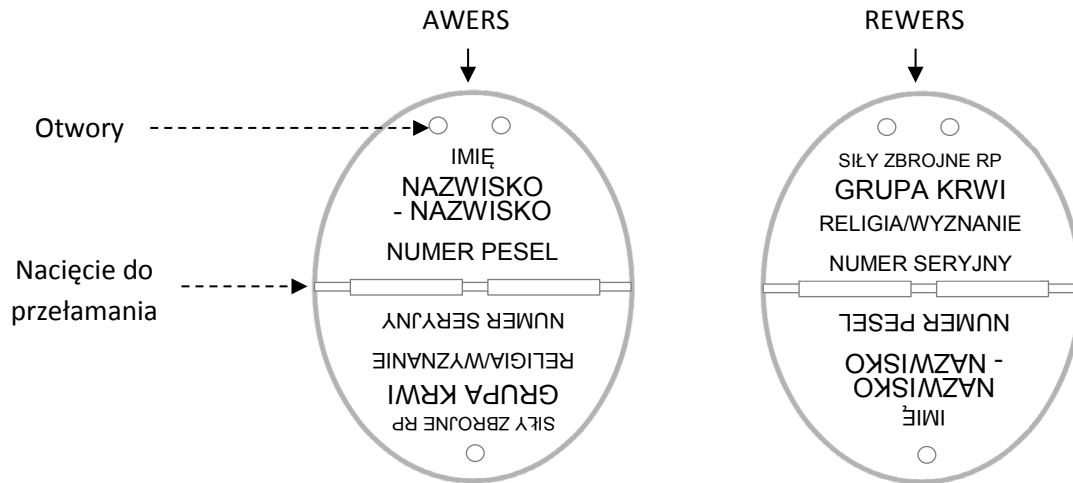 AWERS
REWERS
Otwory
IMIĘ
NAZWISKO
- NAZWISKO
NUMER PESEL
Nacięcie do
przełamania
NUMER SERYJNY
RELIGIA/WYZNANIE
GRUPA KRWI
SIŁY ZBROJNE RP
SIŁY ZBROJNE RP
GRUPA KRWI
RELIGIA/WYZNANIE
NUMER SERYJNY
NUMER PESEL
- NAZWISKO
NAZWISKO
IMIĘ